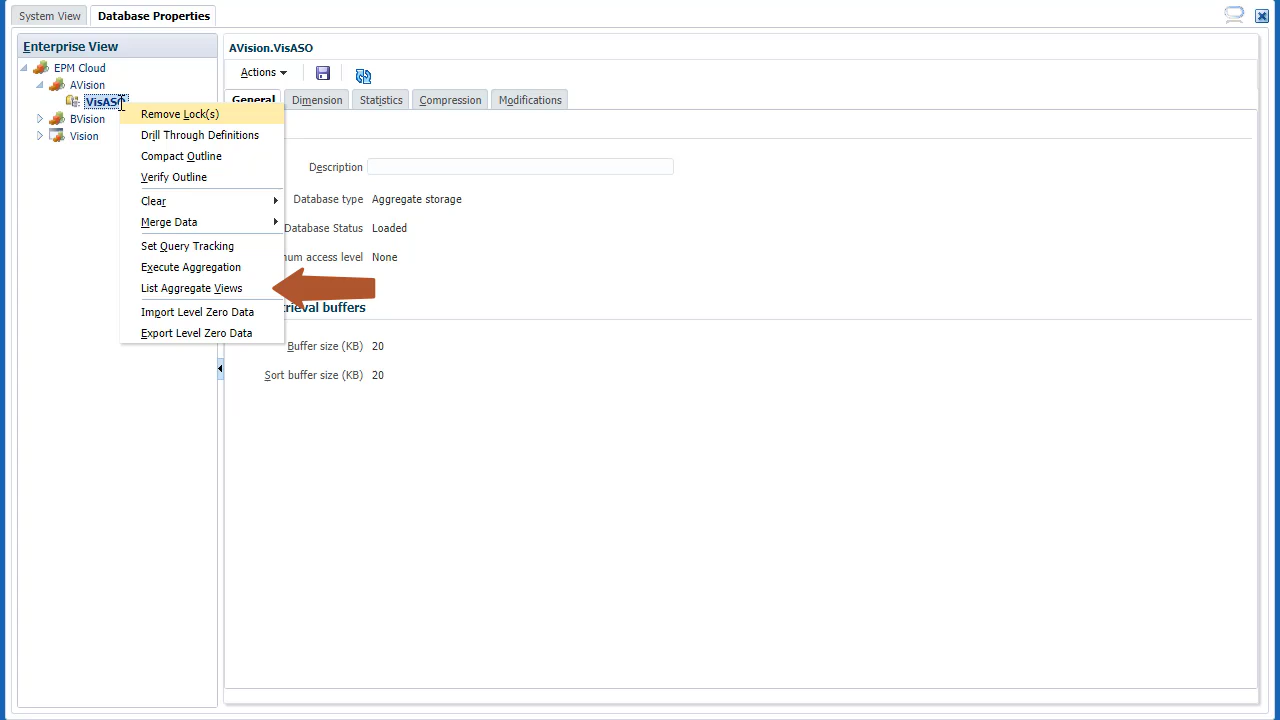 System View
Database Properties
Enterprise View
EPM Cloud
AVision
VisASO
BVision
Vision
AVision.VisASO
Actions
General
Dimension
Statistics
Compression
Modifications
Remove Lock(s)
Drill Through Definitions
Compact Outline
Verify Outline
Clear
Merge Data
Set Query Tracking
Execute Aggregation
List Aggregate Views
Import Level Zero Data
Export Level Zero Data
Description
Database type Aggregate storage
Database Status Loaded
access level None
buffers
Buffer size (KB) 20
Sort buffer size (KB) 20